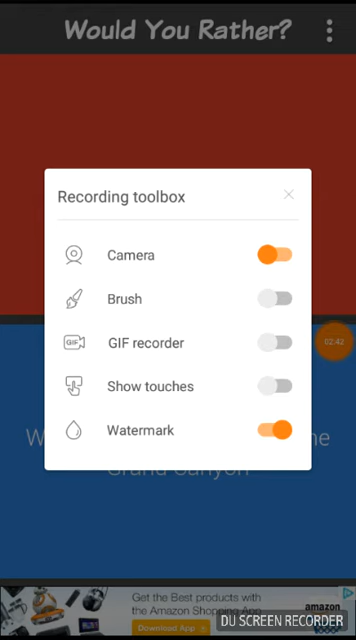 Would You Rather?
Recording toolbox
Camera
Brush
GIF GIF recorder
02:42
Show touches
Watermark
Grand Canyon
Get the Best products with
the Amazon Shopping App
Download App
amazon
DU SCREEN RECORDER